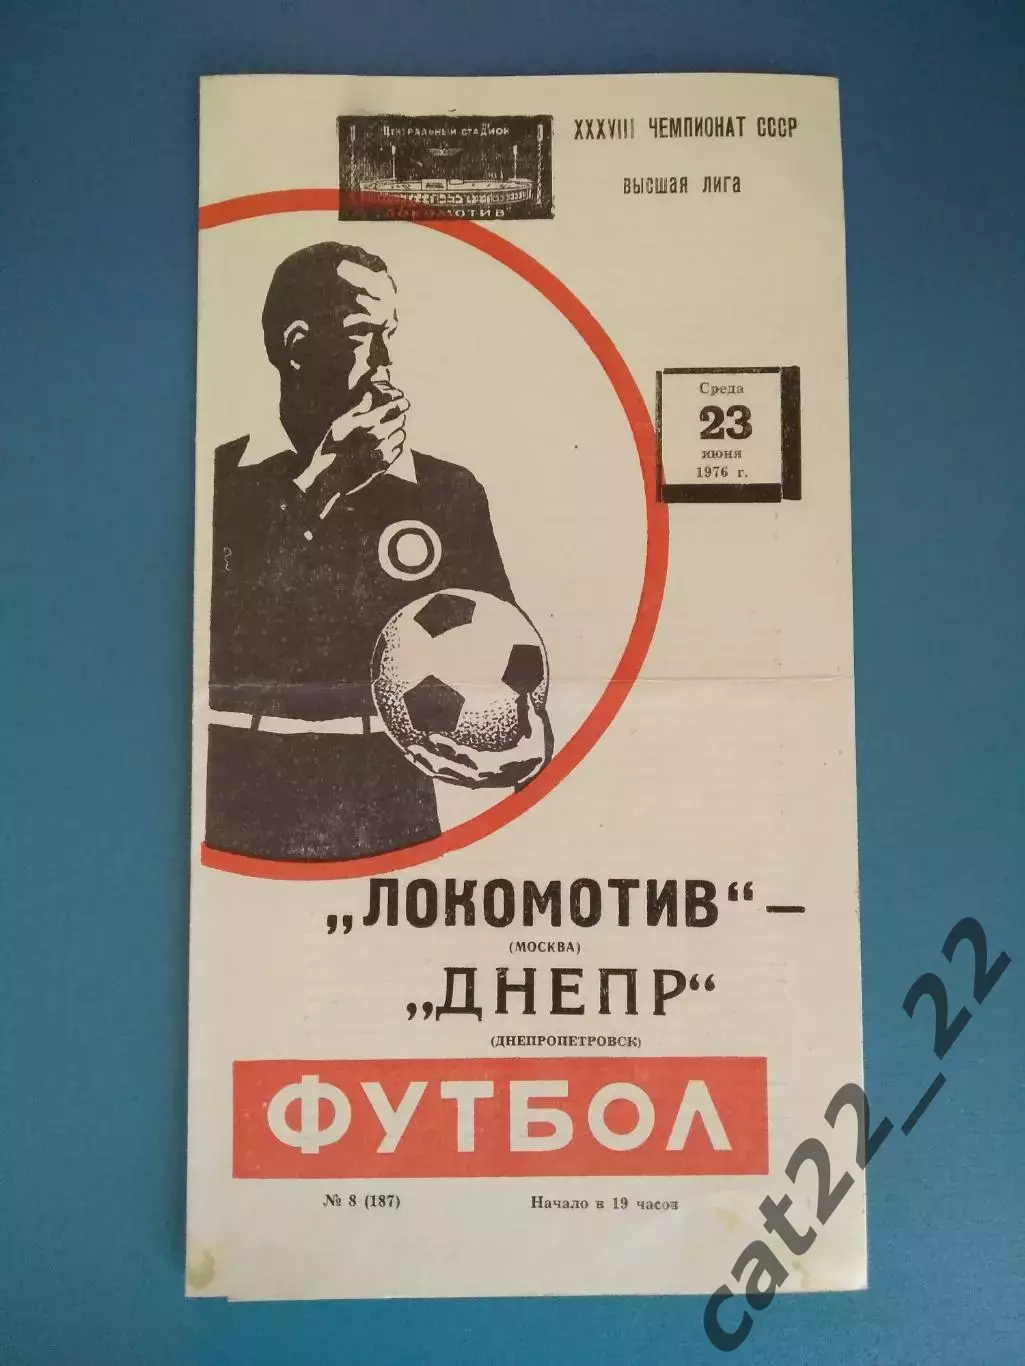 ЦЕНТРАЛЬНЫЙ СТАДИОН
„ЛОКОМОТИВ“
XXXVIII ЧЕМПИОНАТ СССР
ВЫСШАЯ ЛИГА
Среда
23
июня
1976 г.
„ЛОКОМОТИВ“ –
(МОСКВА)
„ДНЕПР“
(ДНЕПРОПЕТРОВСК)
ФУТБОЛ
№ 8 (187) Начало в 19 часов
cat22_22